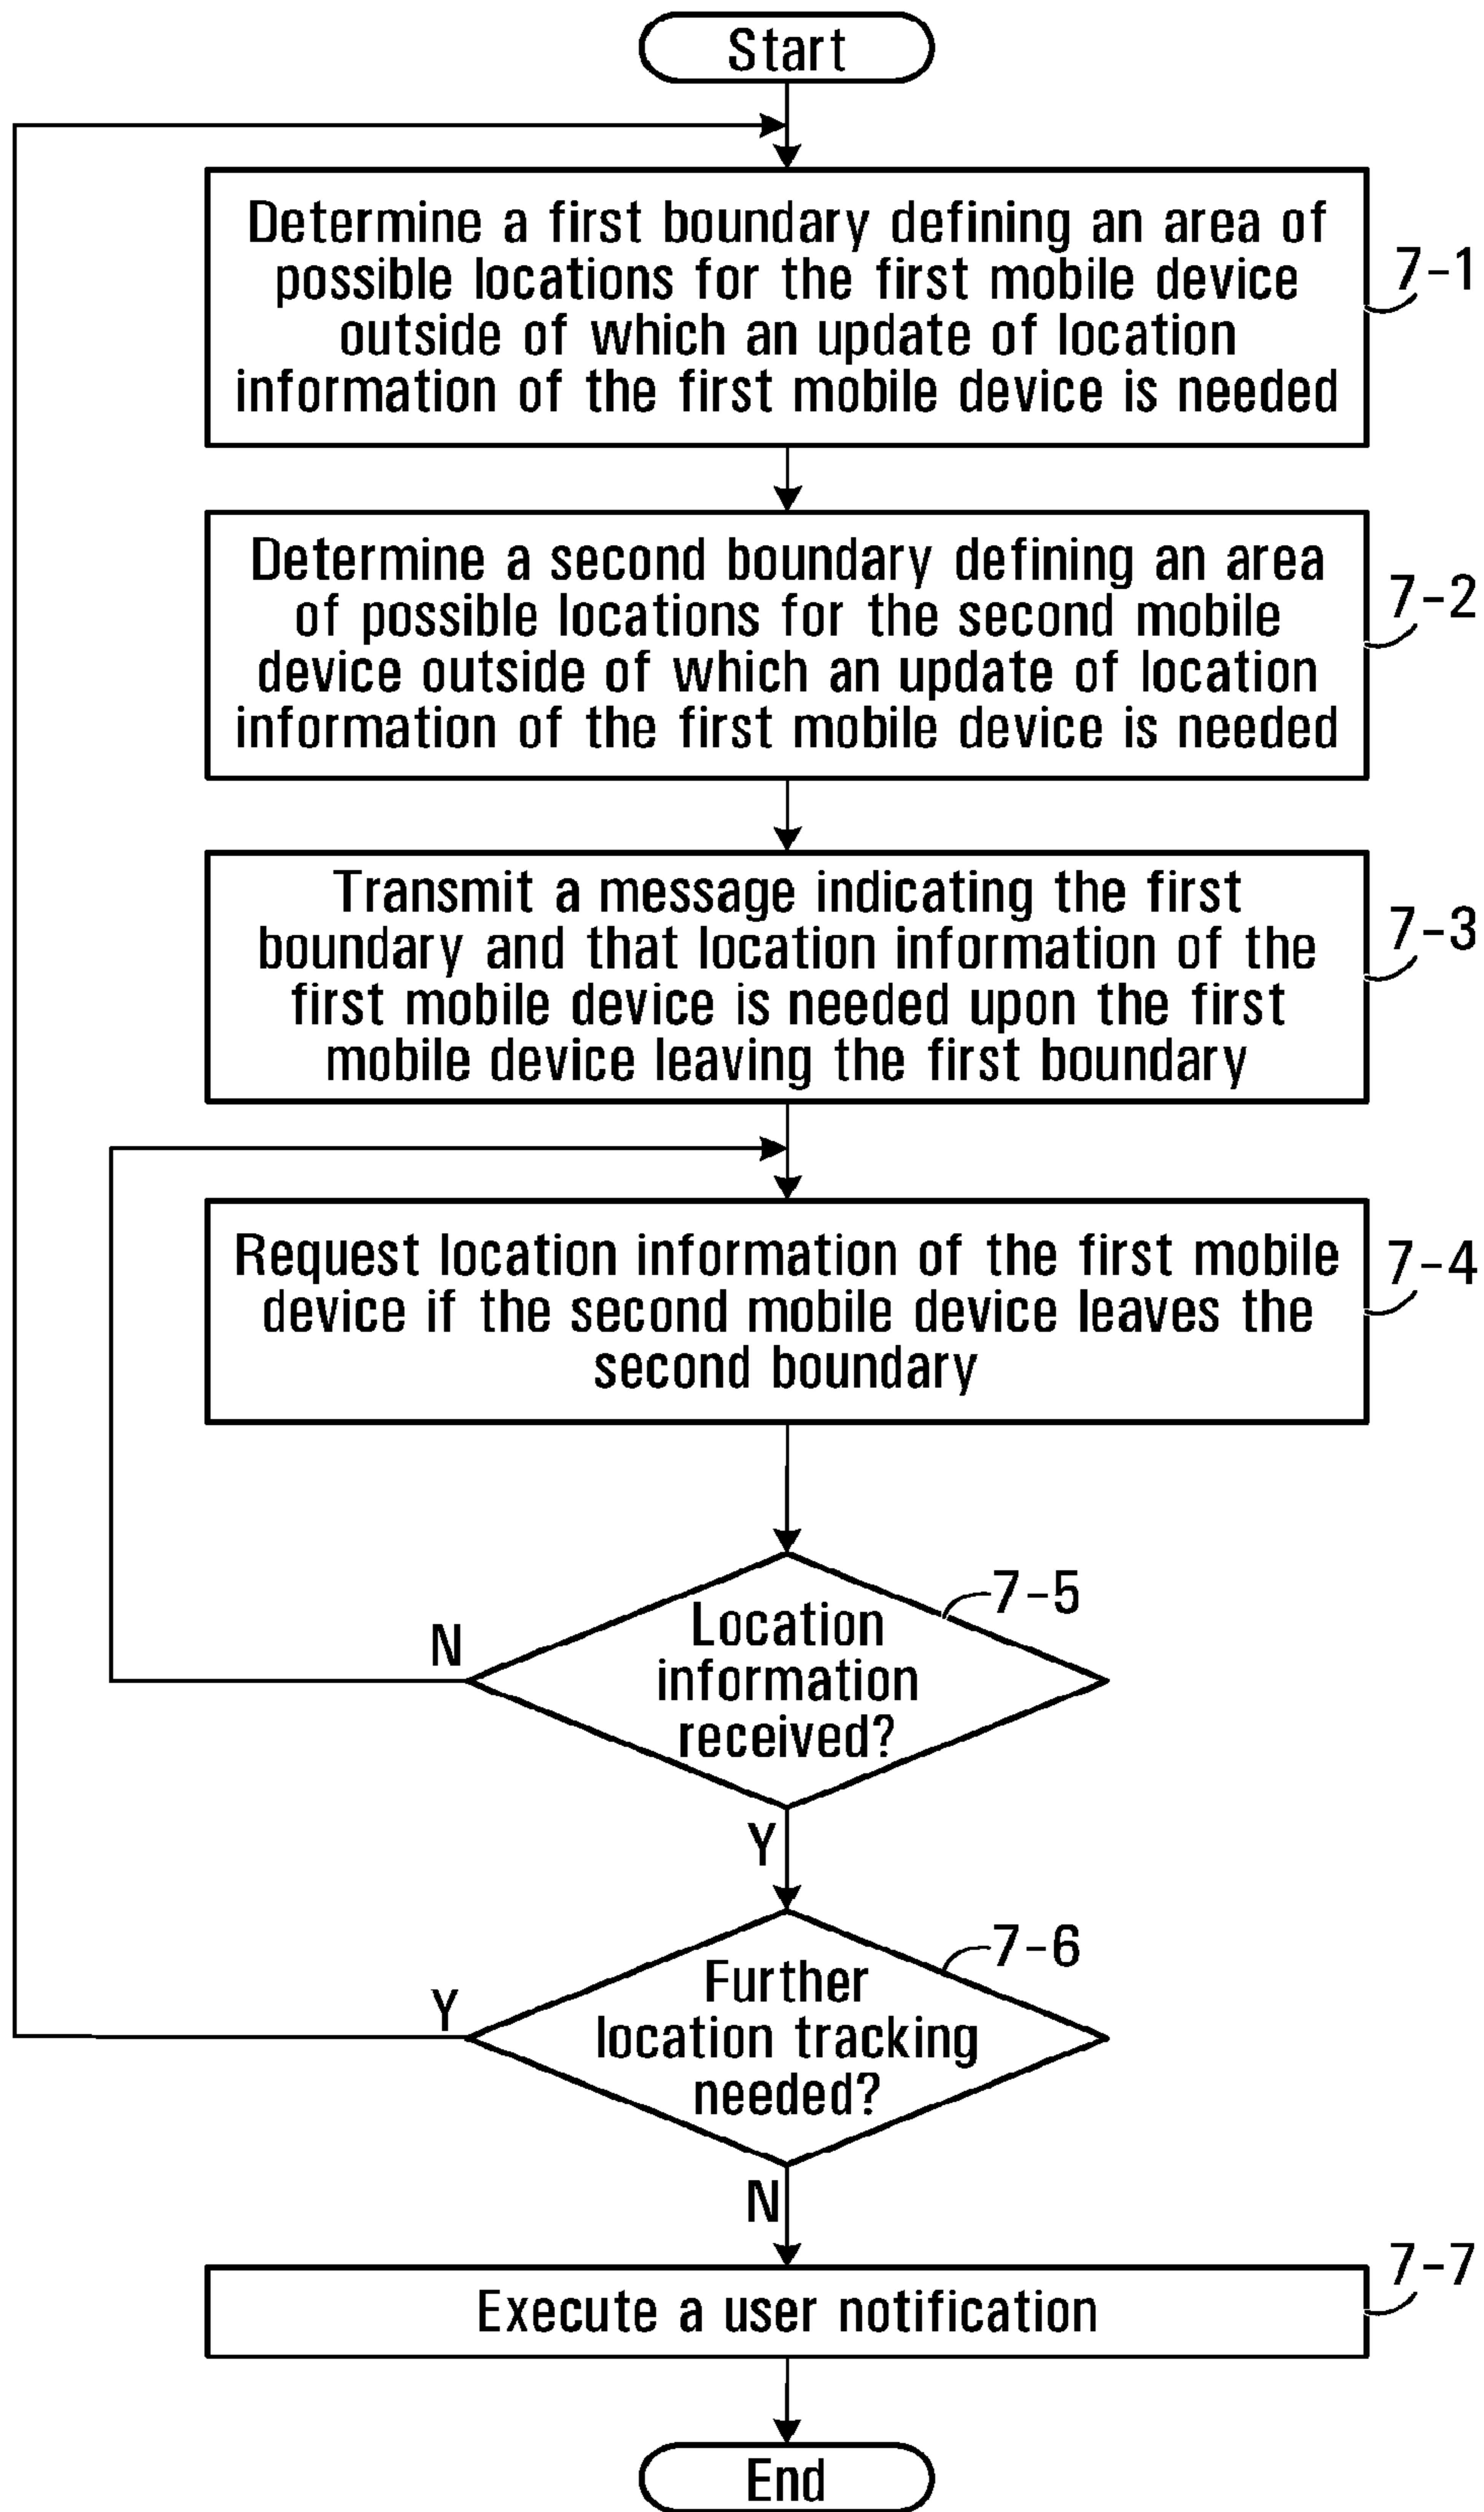 Start
Determine a first boundary defining an area of
possible locations for the first mobile device
outside of which an update of location
information of the first mobile device is needed
7-1
Determine a second boundary defining an area
of possible locations for the second mobile
device outside of which an update of location
information of the first mobile device is needed
7-2
Transmit a message indicating the first
boundary and that location information of the
first mobile device is needed upon the first
mobile device leaving the first boundary
7-3
Request location information of the first mobile
device if the second mobile device leaves the
second boundary
7-4
Location
information
received?
7-5
N
Y
Further
location tracking
needed?
7-6
Y
N
Execute a user notification
7-7
End